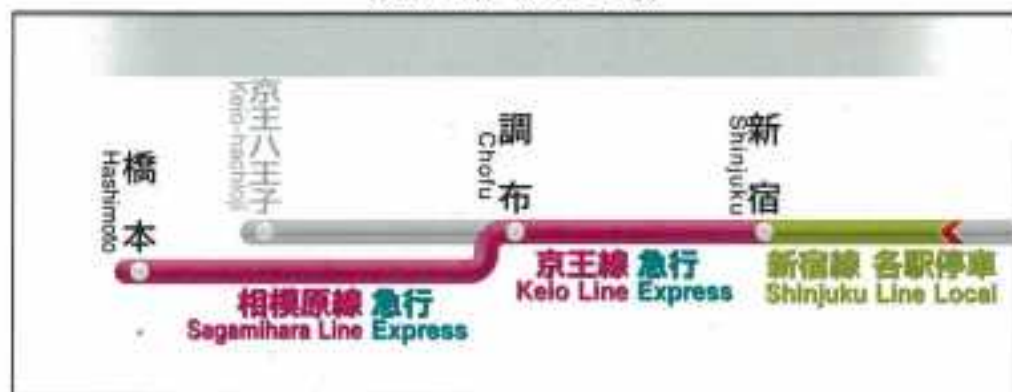 橋本
Hashimoto
京王八王子
Keio-hachioji
調布
Chofu
新宿
Shinjuku
相模原線 急行
Sagamihara Line Express
京王線 急行
Keio Line Express
新宿線 各駅停車
Shinjuku Line Local